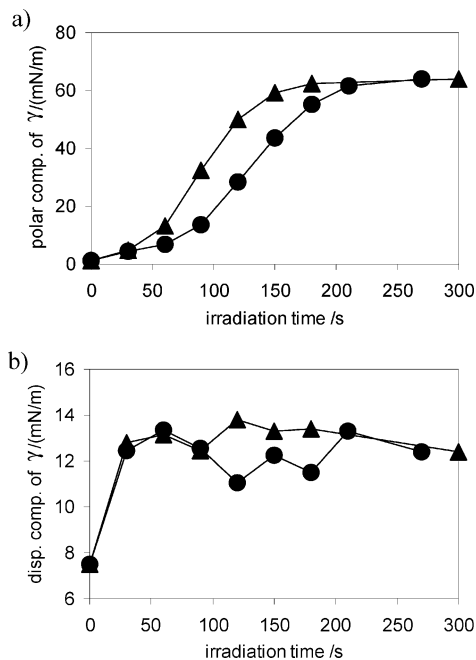 a)
80
60
40
20
0
polar comp. of γ/(mN/m)
0 50 100 150 200 250 300
irradiation time /s
b)
16
14
12
10
8
6
disp. comp. of γ/(mN/m)
0 50 100 150 200 250 300
irradiation time /s